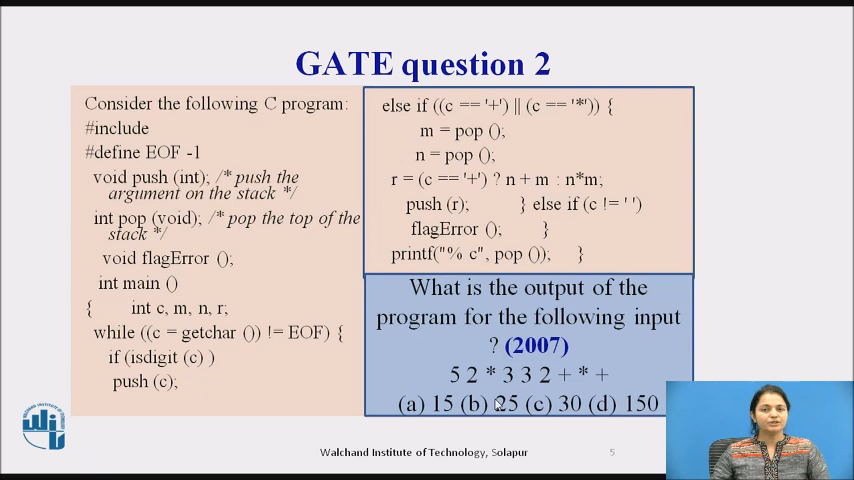 GATE question 2
Consider the following C program:
#include
#define EOF -1
void push (int); /* push the
argument on the stack */
int pop (void); /* pop the top of the
stack */
void flagError ();
int main ()
{ int c, m, n, r;
while ((c = getchar ()) != EOF) {
if (isdigit (c) )
push (c);
else if ((c == '+') || (c == '*')) {
m = pop ();
n = pop ();
r = (c == '+') ? n + m : n*m;
push (r); } else if (c != ' ')
flagError (); }
printf("% c", pop ()); }
What is the output of the
program for the following input
? (2007)
5 2 * 3 3 2 + * +
(a) 15 (b) 25 (c) 30 (d) 150
Walchand Institute of Technology, Solapur
5